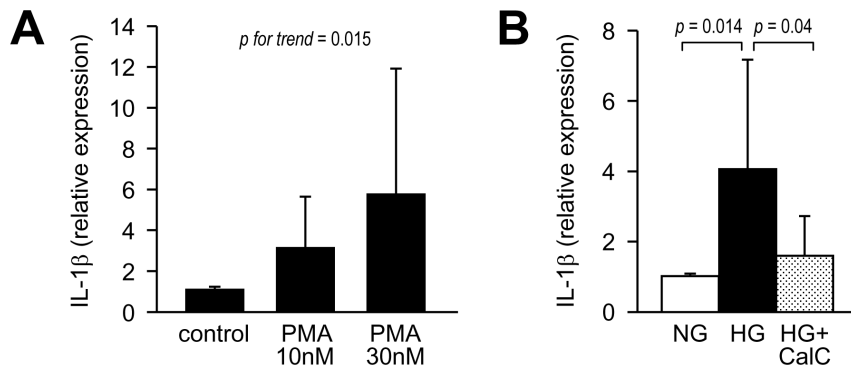 A
p for trend = 0.015
IL-1β (relative expression)
14
12
10
8
6
4
2
0
control
PMA
10nM
PMA
30nM
B
p = 0.014
p = 0.04
IL-1β (relative expression)
8
6
4
2
0
NG
HG
HG+
CalC